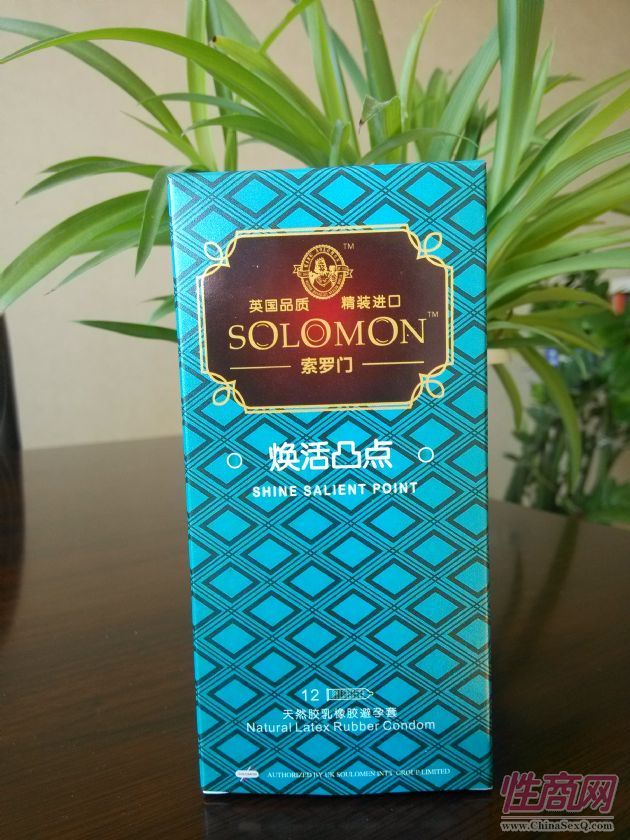 英国品质 精装进口
SOLOMON™
索罗门
焕活凸点
SHINE SALIENT POINT
12
天然胶乳橡胶避孕套
Natural Latex Rubber Condom
AUTHORIZED BY UK SOULOMEN INT'L GROUP LIMITED
性商网
www.ChinaSexQ.com